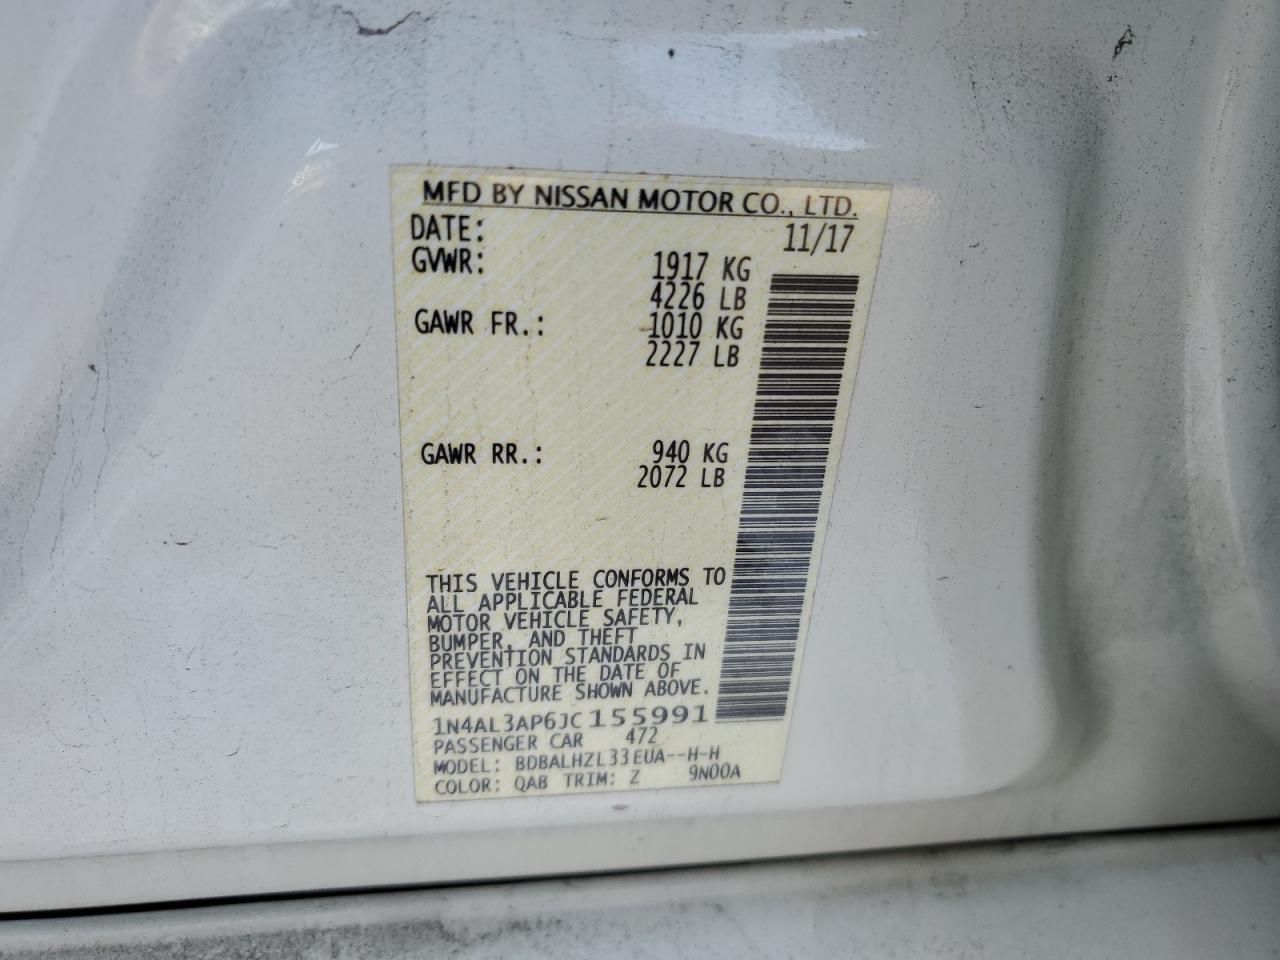 MFD BY NISSAN MOTOR CO., LTD.
DATE: 11/17
GVWR: 1917 KG
4226 LB
GAWR FR.: 1010 KG
2227 LB
GAWR RR.: 940 KG
2072 LB
THIS VEHICLE CONFORMS TO
ALL APPLICABLE FEDERAL
MOTOR VEHICLE SAFETY,
BUMPER, AND THEFT
PREVENTION STANDARDS IN
EFFECT ON THE DATE OF
MANUFACTURE SHOWN ABOVE.
1N4AL3AP6JC155991
PASSENGER CAR 472
MODEL: BDBALHZL33EUA--H-H
COLOR: QAB TRIM: Z 9N00A